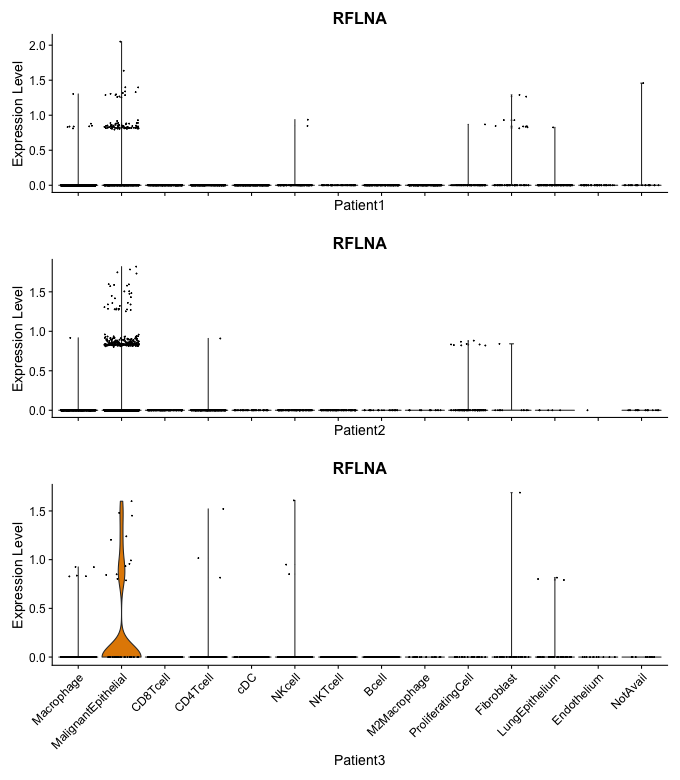 RFLNA
Expression Level
2.0
1.5
1.0
0.5
0.0
Patient1
RFLNA
Expression Level
1.5
1.0
0.5
0.0
Patient2
RFLNA
Expression Level
1.5
1.0
0.5
0.0
Macrophage
MalignantEpithelial
CD8Tcell
CD4Tcell
cDC
NKcell
NKTcell
Bcell
M2Macrophage
ProliferatingCell
Fibroblast
LungEpithelium
Endothelium
NotAvail
Patient3